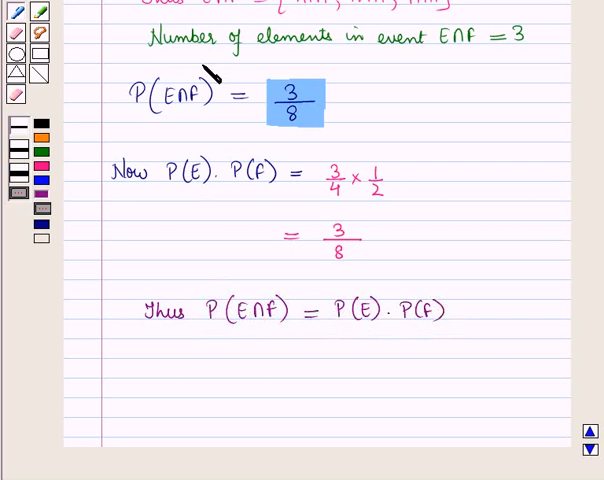 Number of elements in event E∩F = 3
P(E∩F) = 3/8
Now P(E). P(F) = 3/4 × 1/2
= 3/8
Thus P(E∩F) = P(E). P(F)